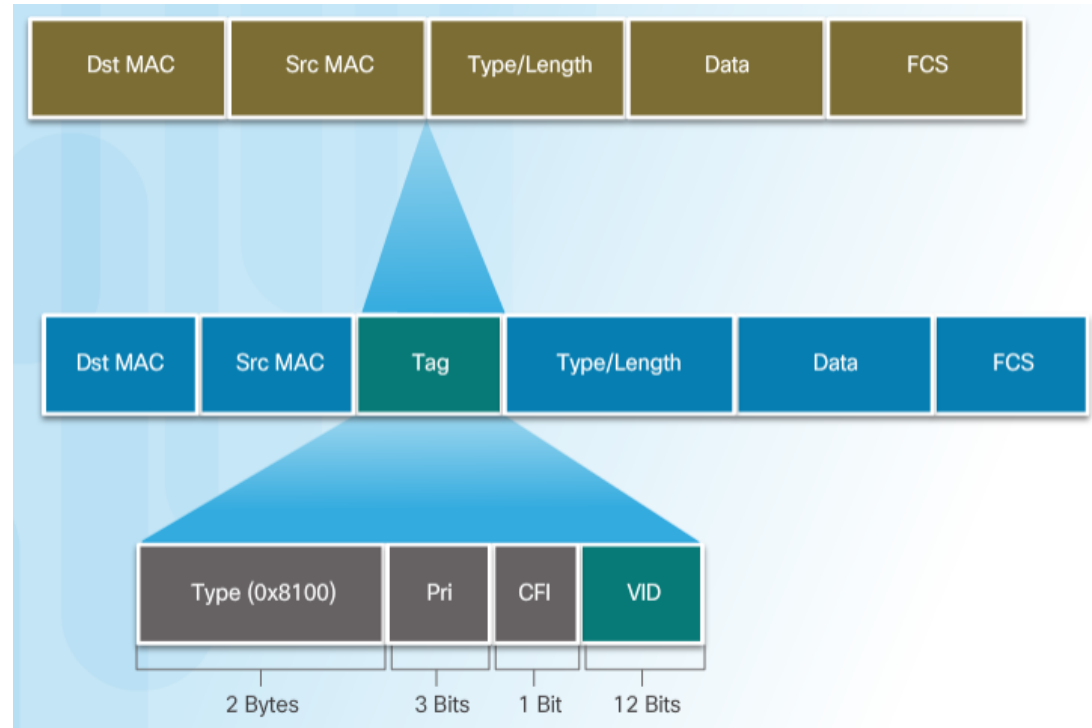 Dst MAC Src MAC Type/Length Data FCS
Dst MAC Src MAC Tag Type/Length Data FCS
Type (0x8100) Pri CFI VID
2 Bytes 3 Bits 1 Bit 12 Bits